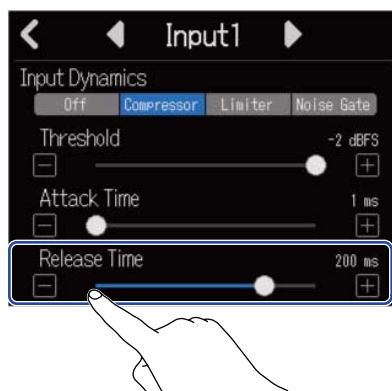 Input1
Input Dynamics
Off Compressor Limiter Noise Gate
Threshold -2 dBFS
Attack Time 1 ms
Release Time 200 ms